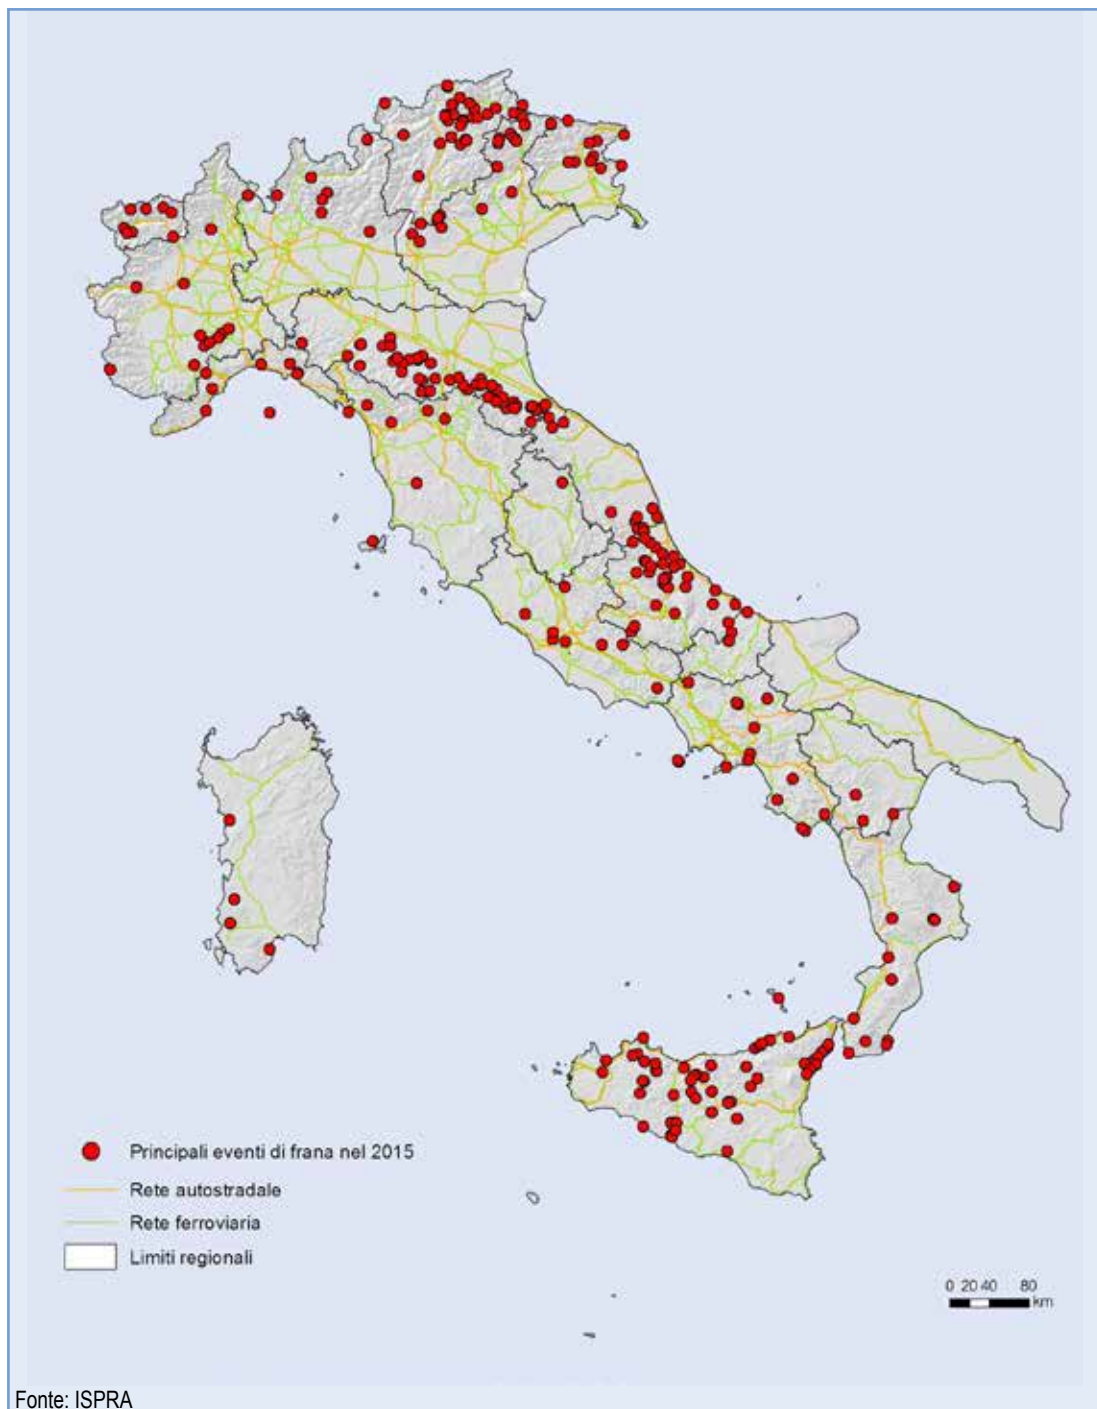 Principali eventi di frana nel 2015
Rete autostradale
Rete ferroviaria
Limiti regionali
0 20 40 80
km
Fonte: ISPRA